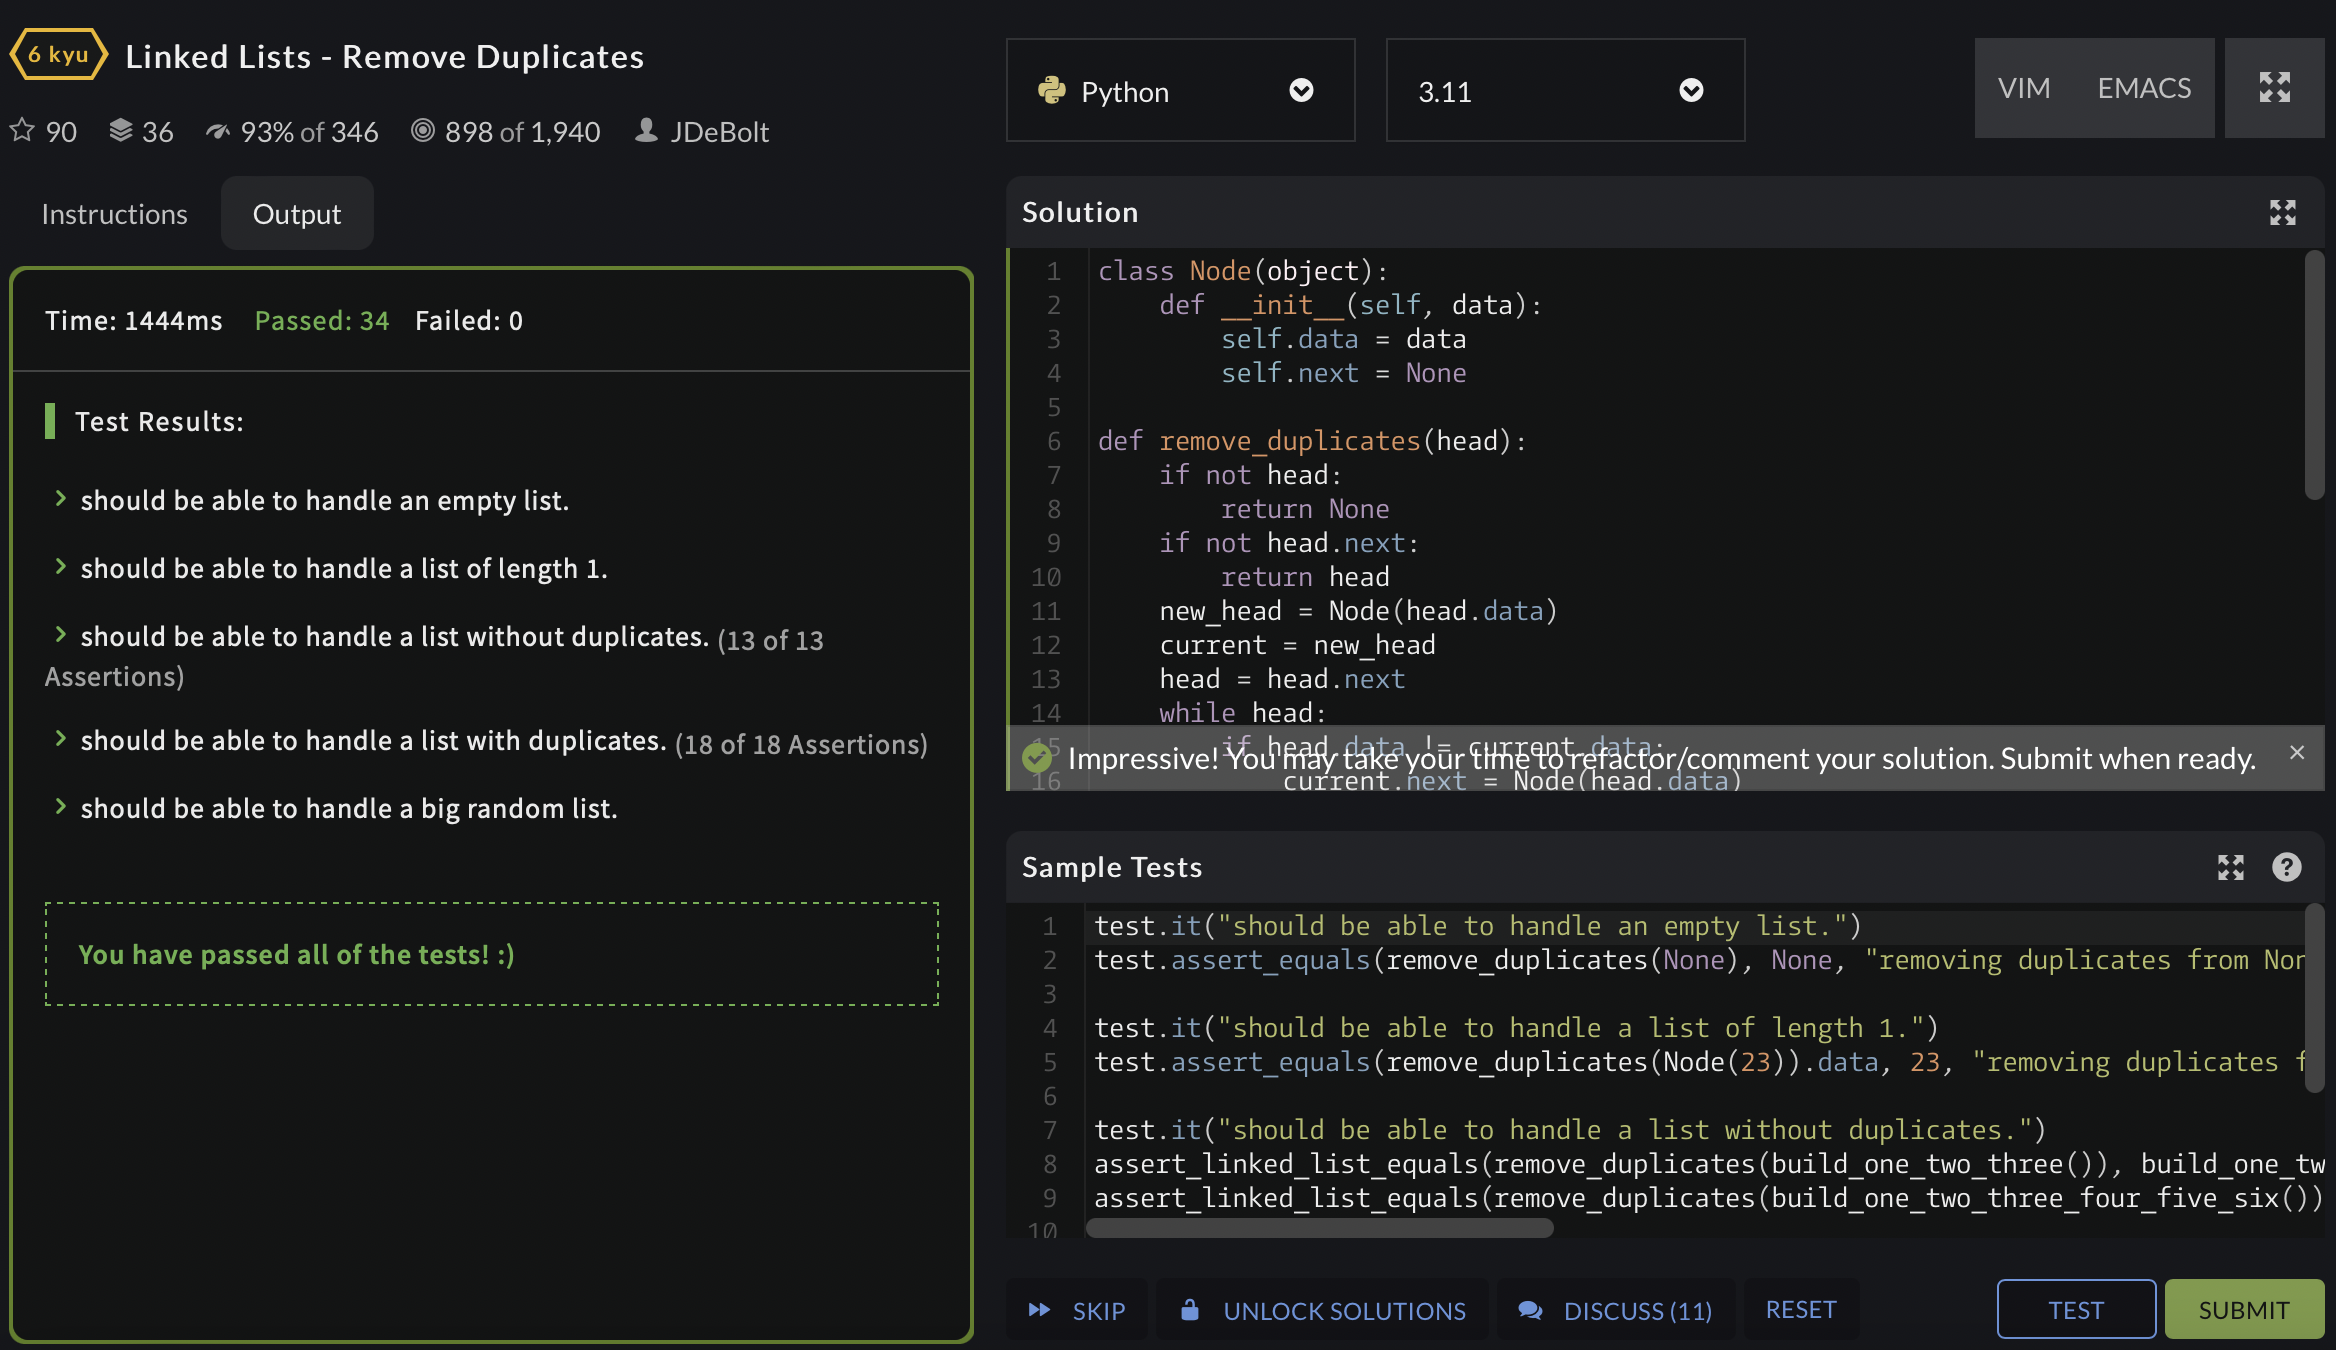 6 kyu Linked Lists - Remove Duplicates
90 36 93% of 346 898 of 1,940 JDeBolt
Instructions Output
Time: 1444ms Passed: 34 Failed: 0
Test Results:
should be able to handle an empty list.
should be able to handle a list of length 1.
should be able to handle a list without duplicates. (13 of 13
Assertions)
should be able to handle a list with duplicates. (18 of 18 Assertions)
should be able to handle a big random list.
You have passed all of the tests! :)
Python 3.11 VIM EMACS
Solution
1 class Node(object):
2 def __init__(self, data):
3 self.data = data
4 self.next = None
5
6 def remove_duplicates(head):
7 if not head:
8 return None
9 if not head.next:
10 return head
11 new_head = Node(head.data)
12 current = new_head
13 head = head.next
14 while head:
15 if head.data != current.data:
Impressive! You may take your time to refactor/comment your solution. Submit when ready. ×
16 current.next = Node(head.data)
Sample Tests ?
1 test.it("should be able to handle an empty list.")
2 test.assert_equals(remove_duplicates(None), None, "removing duplicates from Non
3
4 test.it("should be able to handle a list of length 1.")
5 test.assert_equals(remove_duplicates(Node(23)).data, 23, "removing duplicates f
6
7 test.it("should be able to handle a list without duplicates.")
8 assert_linked_list_equals(remove_duplicates(build_one_two_three()), build_one_tw
9 assert_linked_list_equals(remove_duplicates(build_one_two_three_four_five_six())
10
SKIP UNLOCK SOLUTIONS DISCUSS (11) RESET TEST SUBMIT